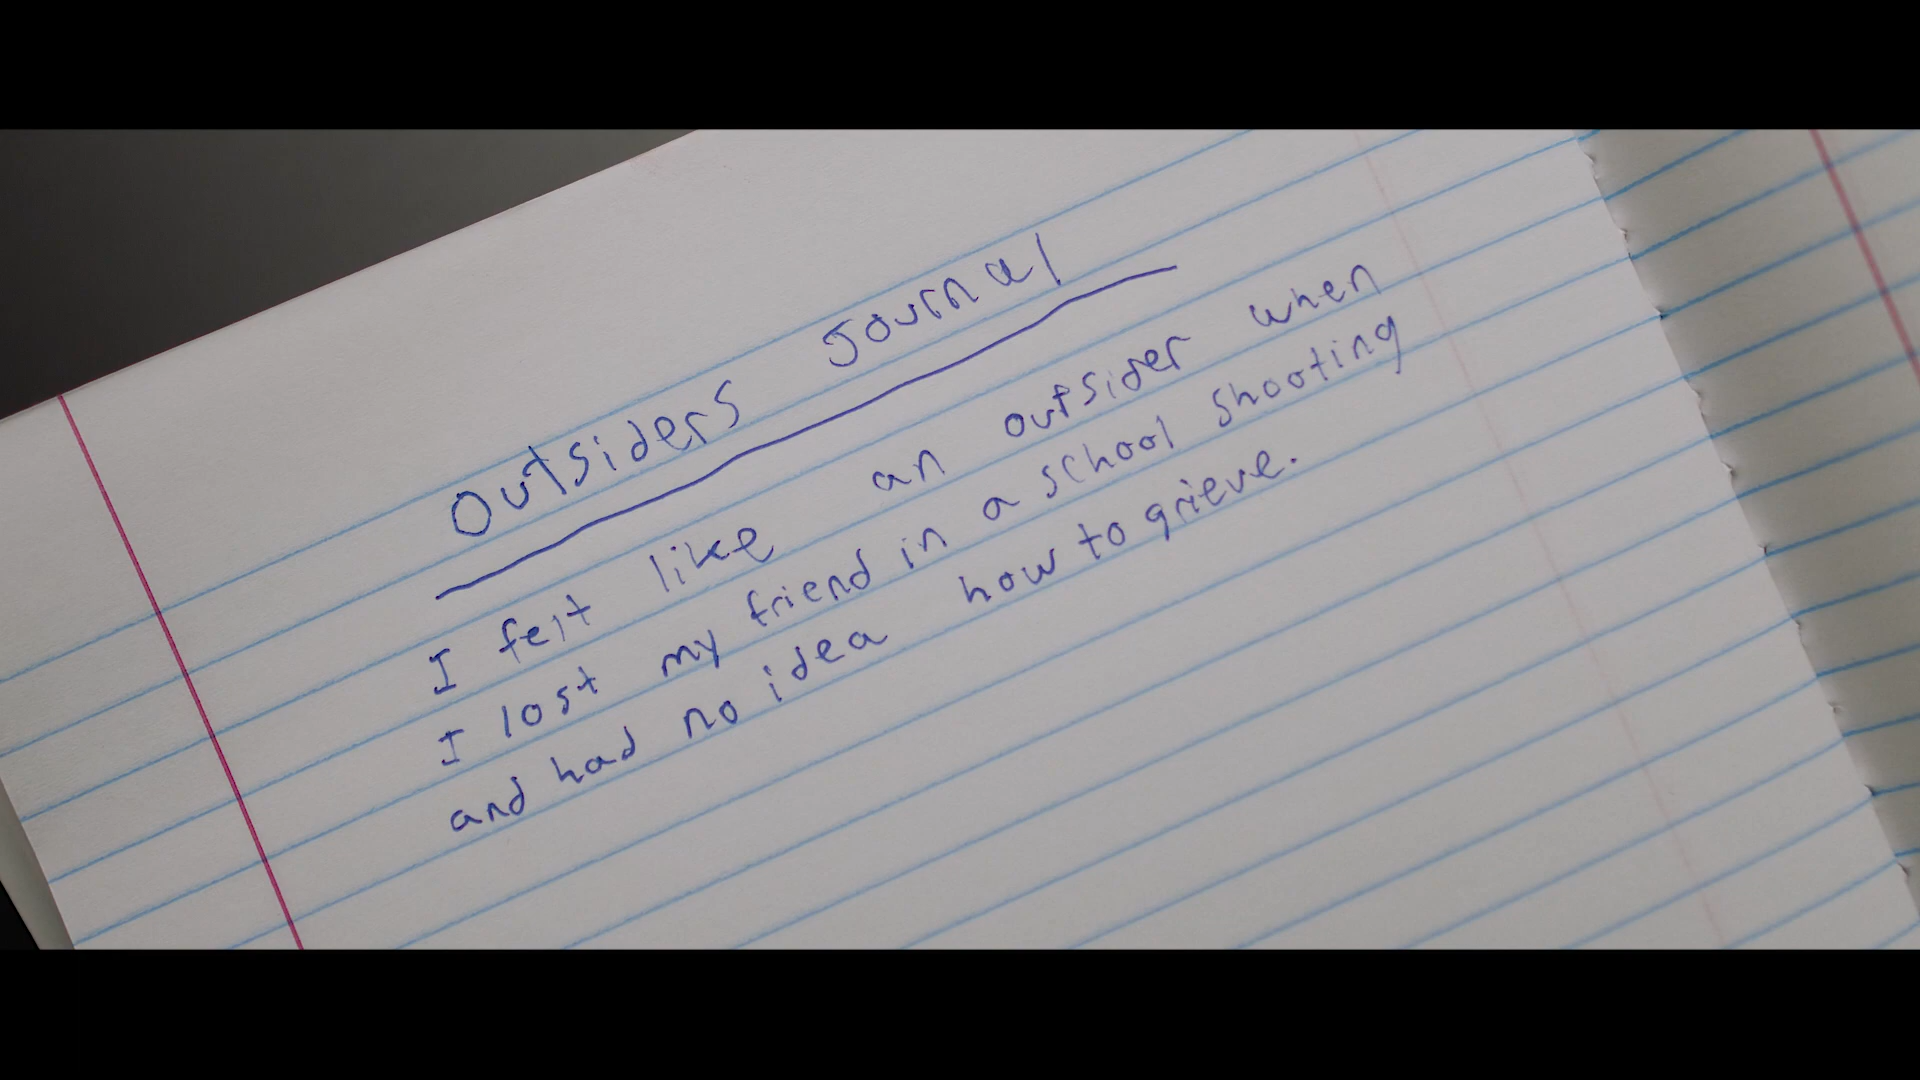 Outsiders Journal
I felt like an outsider when
I lost my friend in a school shooting
and had no idea how to grieve.